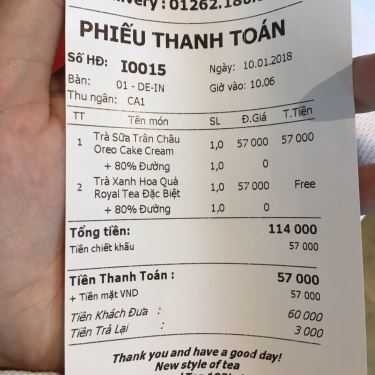 PHIẾU THANH TOÁN
Số HĐ: I0015 Ngày: 10.01.2018
Bàn: 01 - DE-IN Giờ vào: 10.06
Thu ngân: CA1
TT Tên món SL Đ.Giá T.Tiền
1 Trà Sữa Trân Châu 1,0 57 000 57 000
Oreo Cake Cream
+ 80% Đường 1,0 0
2 Trà Xanh Hoa Quả 1,0 57 000 Free
Royal Tea Đặc Biệt
+ 80% Đường 1,0 0
Tổng tiền: 114 000
Tiền chiết khấu 57 000
Tiền Thanh Toán : 57 000
+ Tiền mặt VND 57 000
Tiền Khách Đưa : 60 000
Tiền Trả Lại : 3 000
Thank you and have a good day!
New style of tea